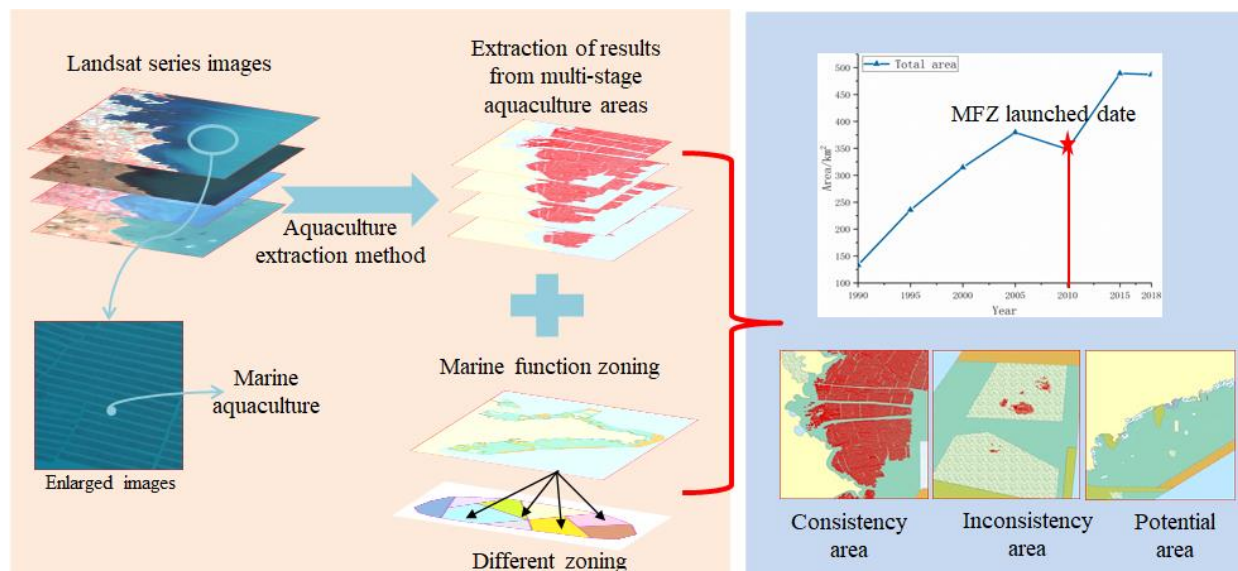 Landsat series images
Extraction of results
from multi-stage
aquaculture areas
Aquaculture
extraction method
Marine
aquaculture
Enlarged images
Marine function zoning
Different zoning
Total area
MFZ launched date
Area/km²
500
450
400
350
300
250
200
150
100
1990
1995
2000
2005
2010
2015
2018
Year
Consistency
area
Inconsistency
area
Potential
area